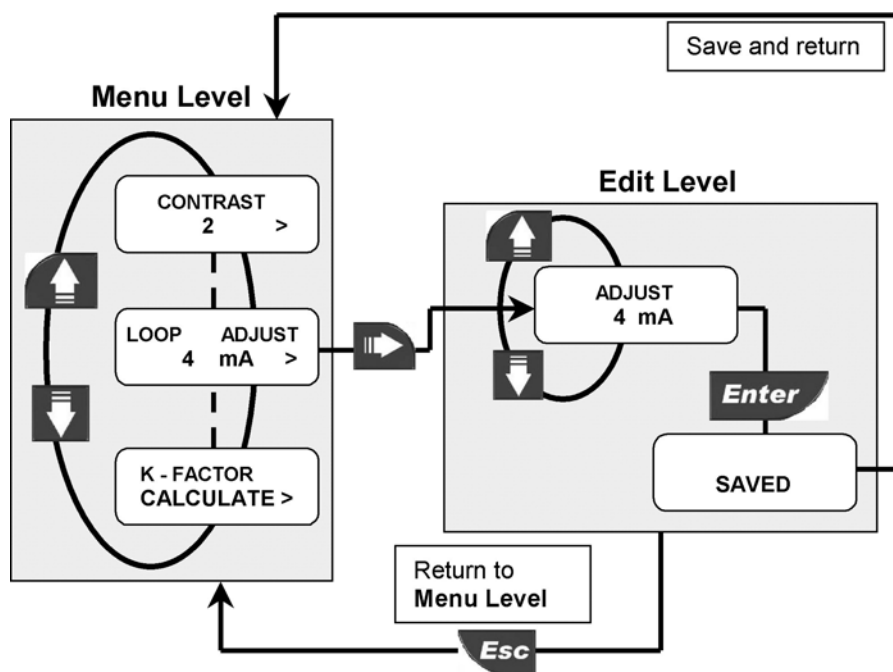 Save and return
Menu Level
CONTRAST
2 >
LOOP ADJUST
4 mA >
K - FACTOR
CALCULATE >
Edit Level
ADJUST
4 mA
Enter
SAVED
Return to
Menu Level
Esc